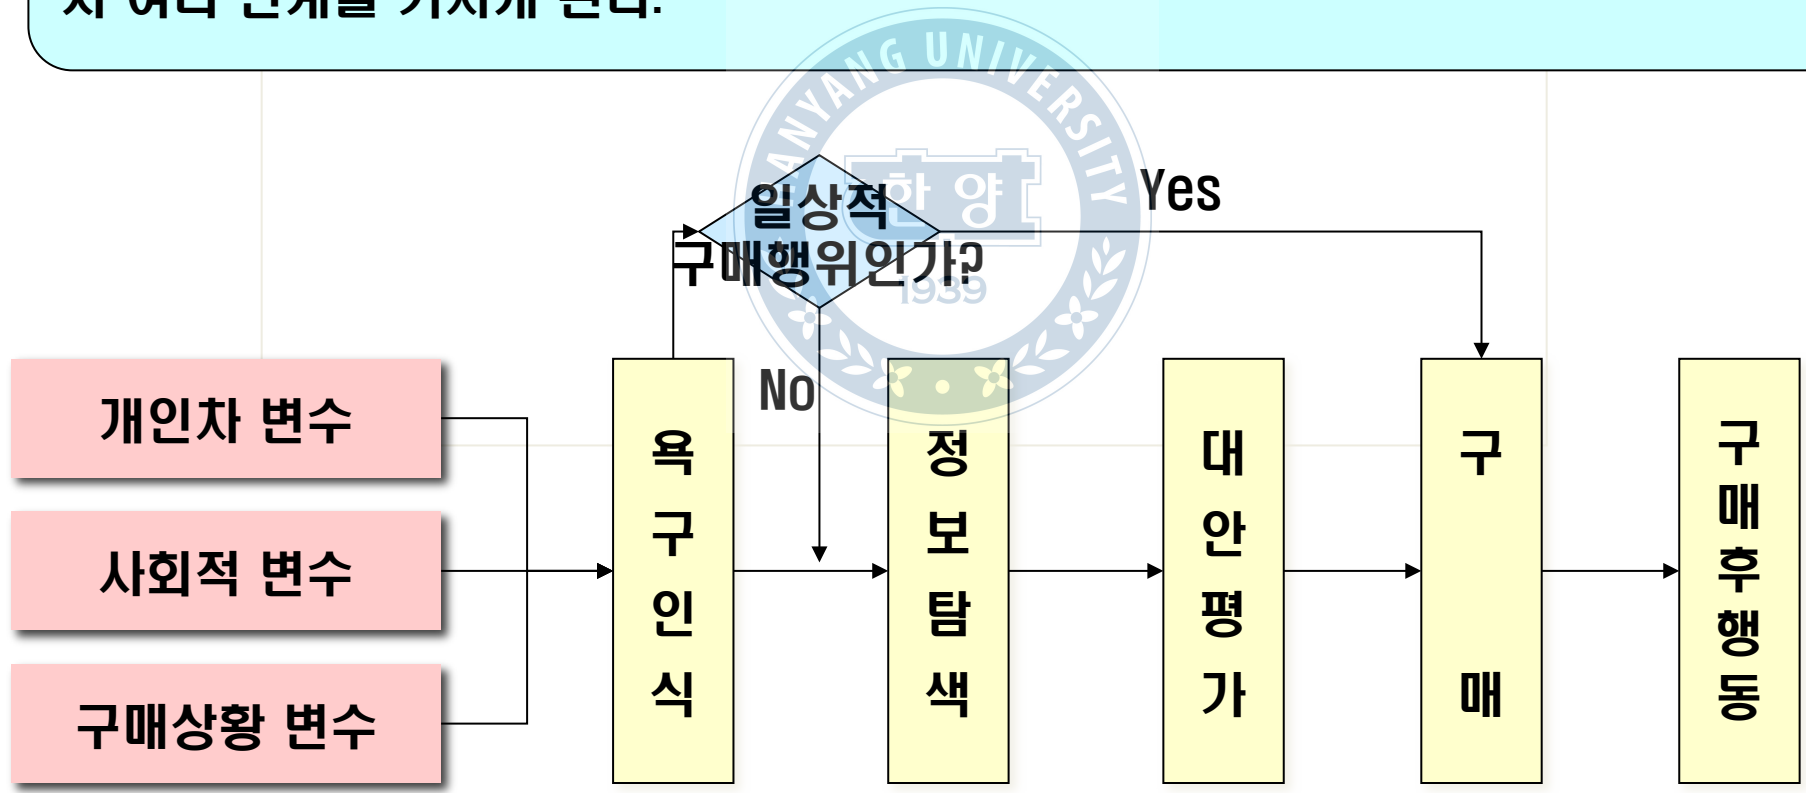 HANYANG UNIVERSITY
한양
1939
일상적
구매행위인가?
Yes
No
개인차 변수
사회적 변수
구매상황 변수
욕구인식
정보탐색
대안평가
구매
구매후행동